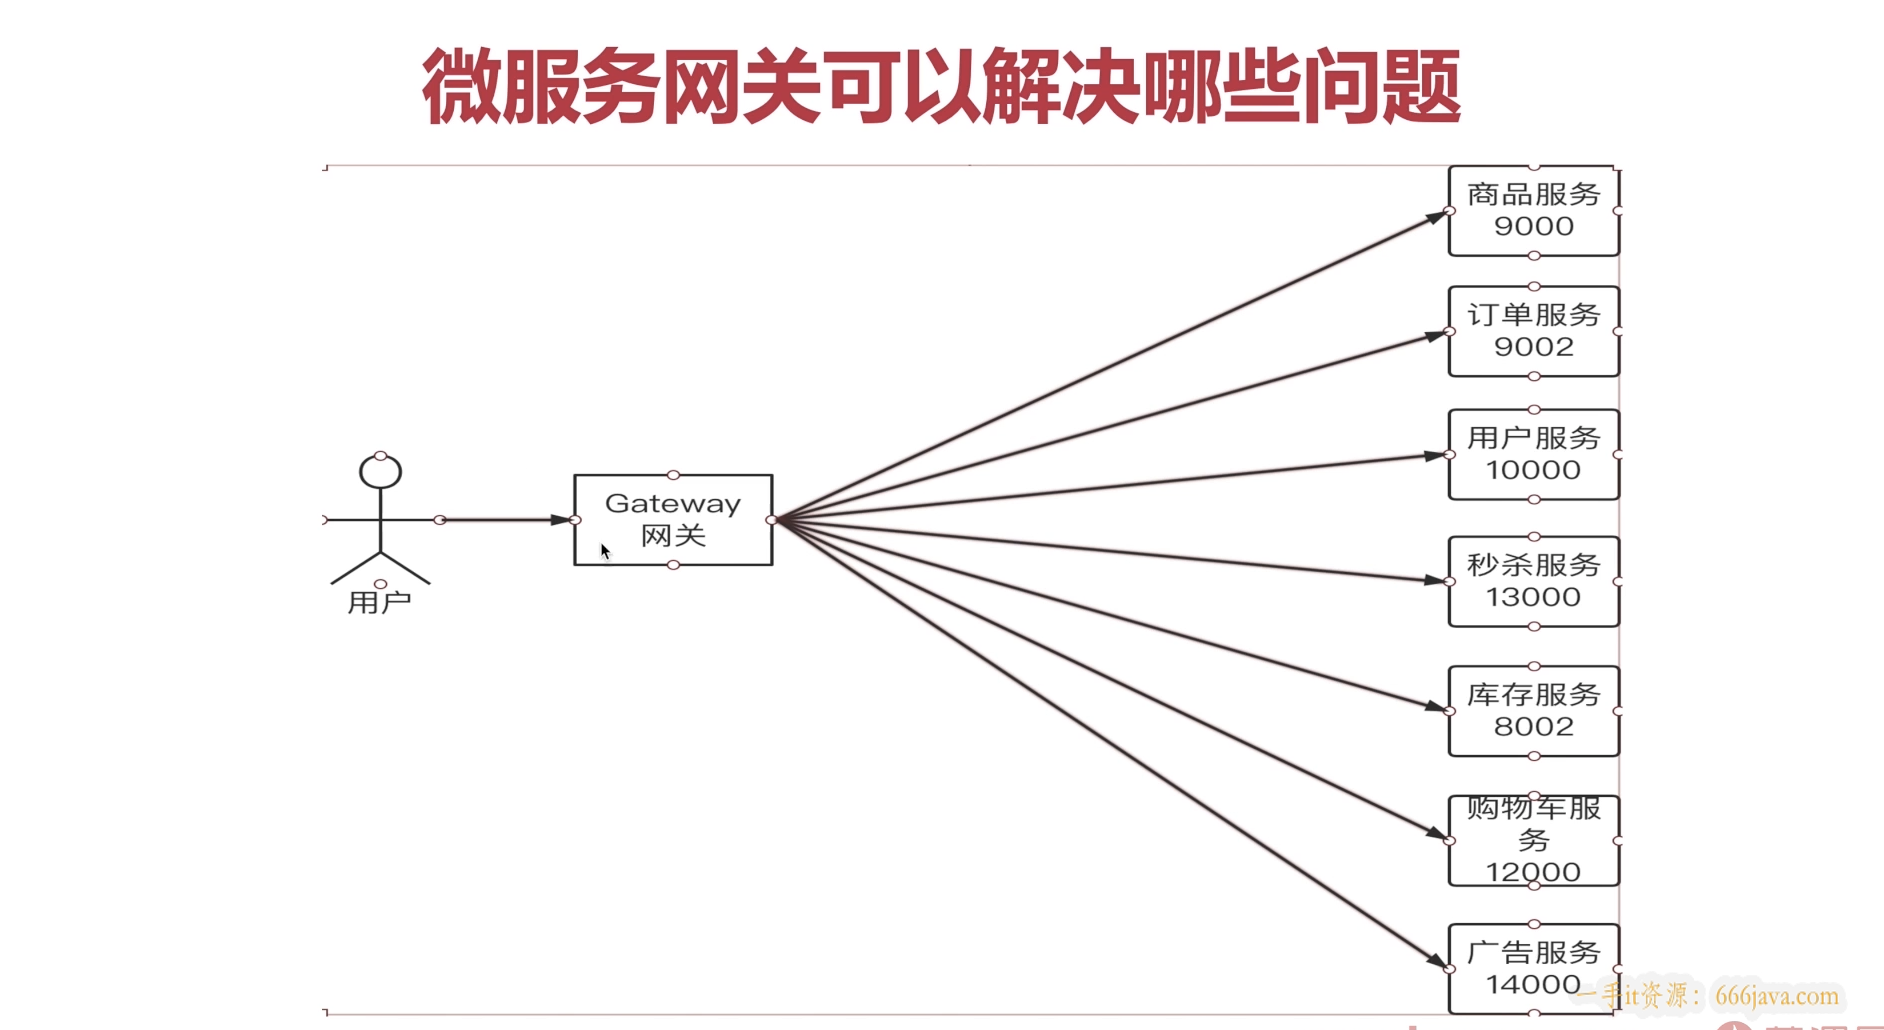 微服务网关可以解决哪些问题
商品服务
9000
订单服务
9002
用户服务
10000
Gateway
网关
用户
秒杀服务
13000
库存服务
8002
购物车服
务
12000
广告服务
14000
一手it资源：666java.com